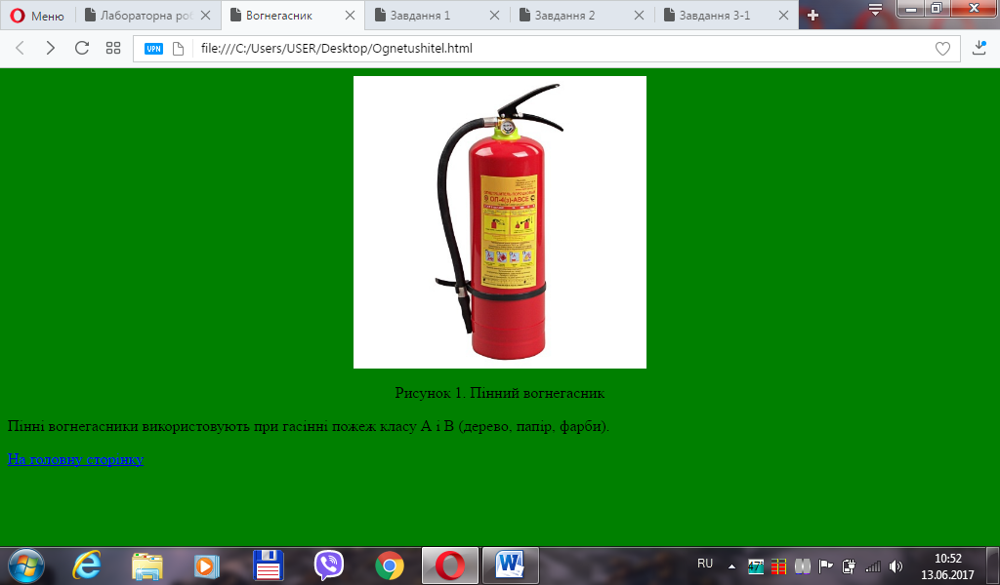 Меню
Лабораторна ро
Вогнегасник
Завдання 1
Завдання 2
Завдання 3-1
VPN
file:///C:/Users/USER/Desktop/Ognetushitel.html
ОП-4(з)-АВСЕ
Рисунок 1. Пінний вогнегасник
Пінні вогнегасники використовують при гасінні пожеж класу А і В (дерево, папір, фарби).
На головну сторінку
RU
10:52
13.06.2017